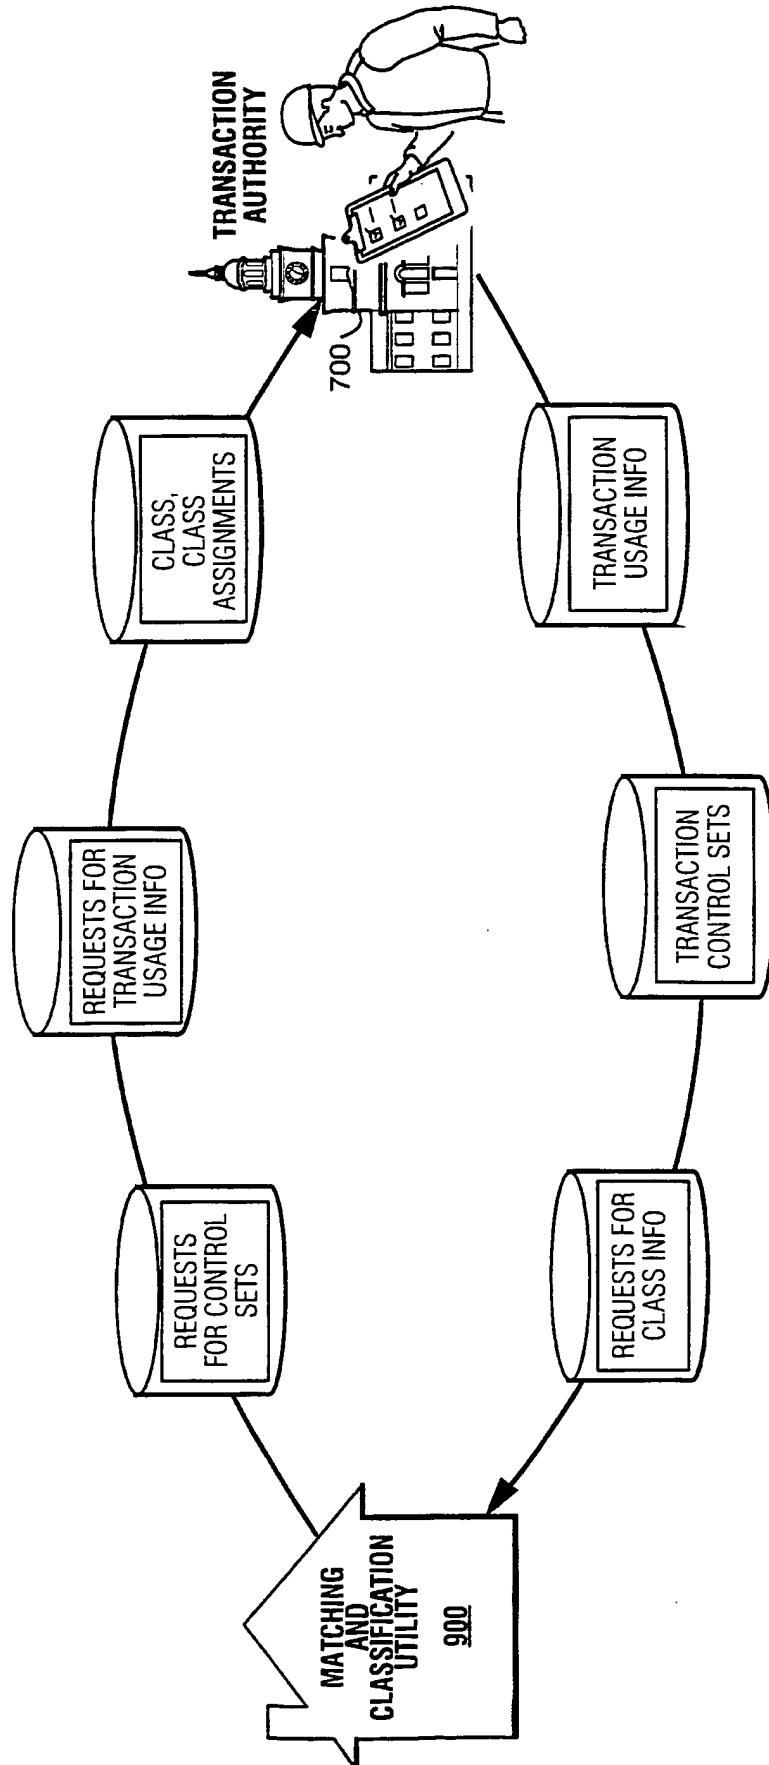 MATCHING
AND
CLASSIFICATION
UTILITY
900
REQUESTS
FOR CONTROL
SETS
REQUESTS FOR
TRANSACTION
USAGE INFO
CLASS,
CLASS
ASSIGNMENTS
TRANSACTION
AUTHORITY
700
TRANSACTION
USAGE INFO
TRANSACTION
CONTROL SETS
REQUESTS FOR
CLASS INFO